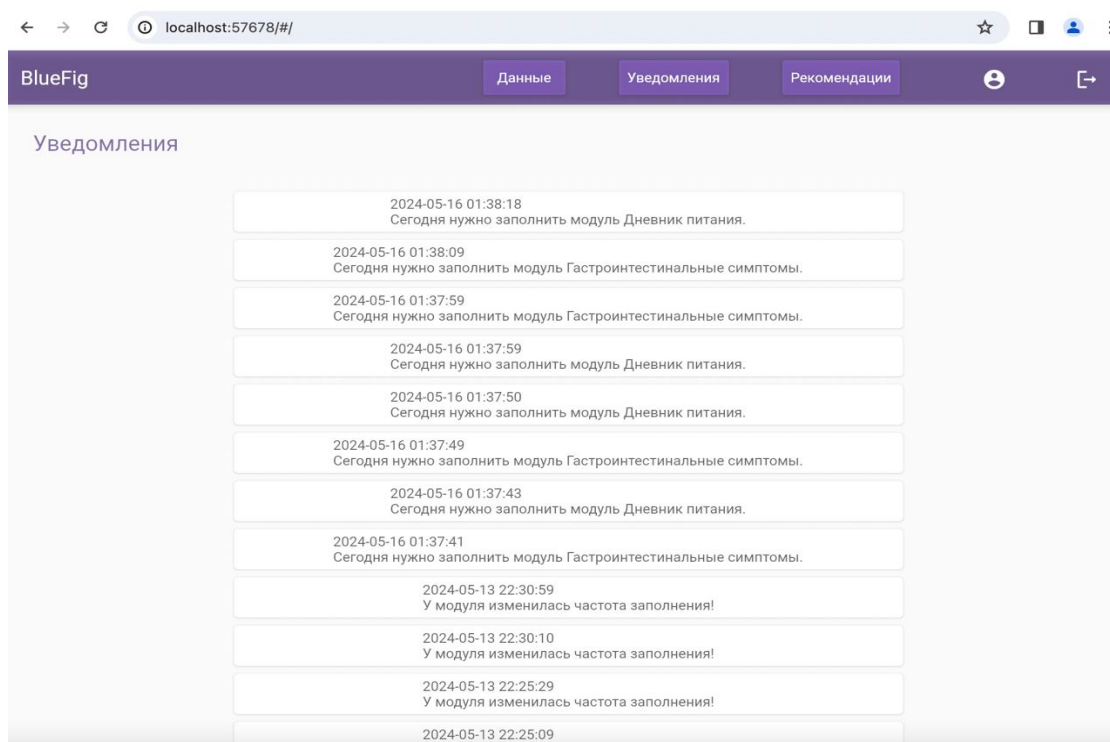 localhost:57678/#/
BlueFig
Данные
Уведомления
Рекомендации
Уведомления
2024-05-16 01:38:18
Сегодня нужно заполнить модуль Дневник питания.
2024-05-16 01:38:09
Сегодня нужно заполнить модуль Гастроинтестинальные симптомы.
2024-05-16 01:37:59
Сегодня нужно заполнить модуль Гастроинтестинальные симптомы.
2024-05-16 01:37:59
Сегодня нужно заполнить модуль Дневник питания.
2024-05-16 01:37:50
Сегодня нужно заполнить модуль Дневник питания.
2024-05-16 01:37:49
Сегодня нужно заполнить модуль Гастроинтестинальные симптомы.
2024-05-16 01:37:43
Сегодня нужно заполнить модуль Дневник питания.
2024-05-16 01:37:41
Сегодня нужно заполнить модуль Гастроинтестинальные симптомы.
2024-05-13 22:30:59
У модуля изменилась частота заполнения!
2024-05-13 22:30:10
У модуля изменилась частота заполнения!
2024-05-13 22:25:29
У модуля изменилась частота заполнения!
2024-05-13 22:25:09